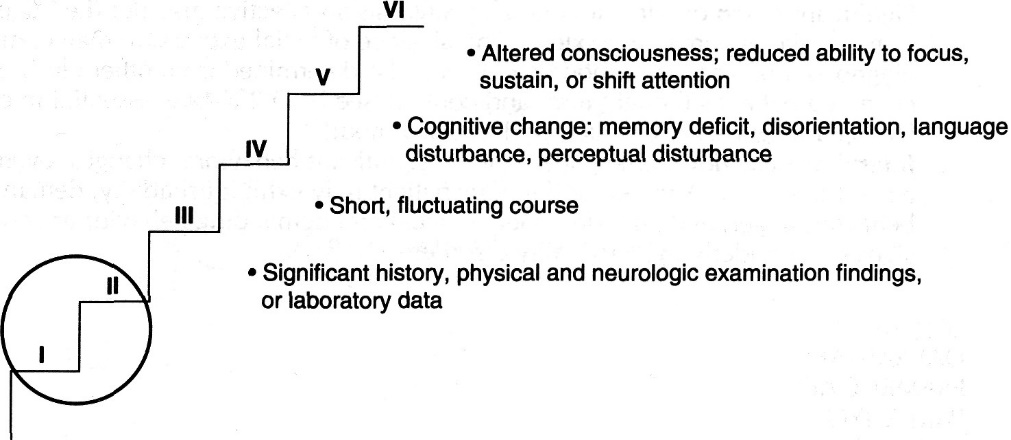 VI
• Altered consciousness; reduced ability to focus,
sustain, or shift attention
V
• Cognitive change: memory deficit, disorientation, language
disturbance, perceptual disturbance
IV
• Short, fluctuating course
III
• Significant history, physical and neurologic examination findings,
or laboratory data
II
I